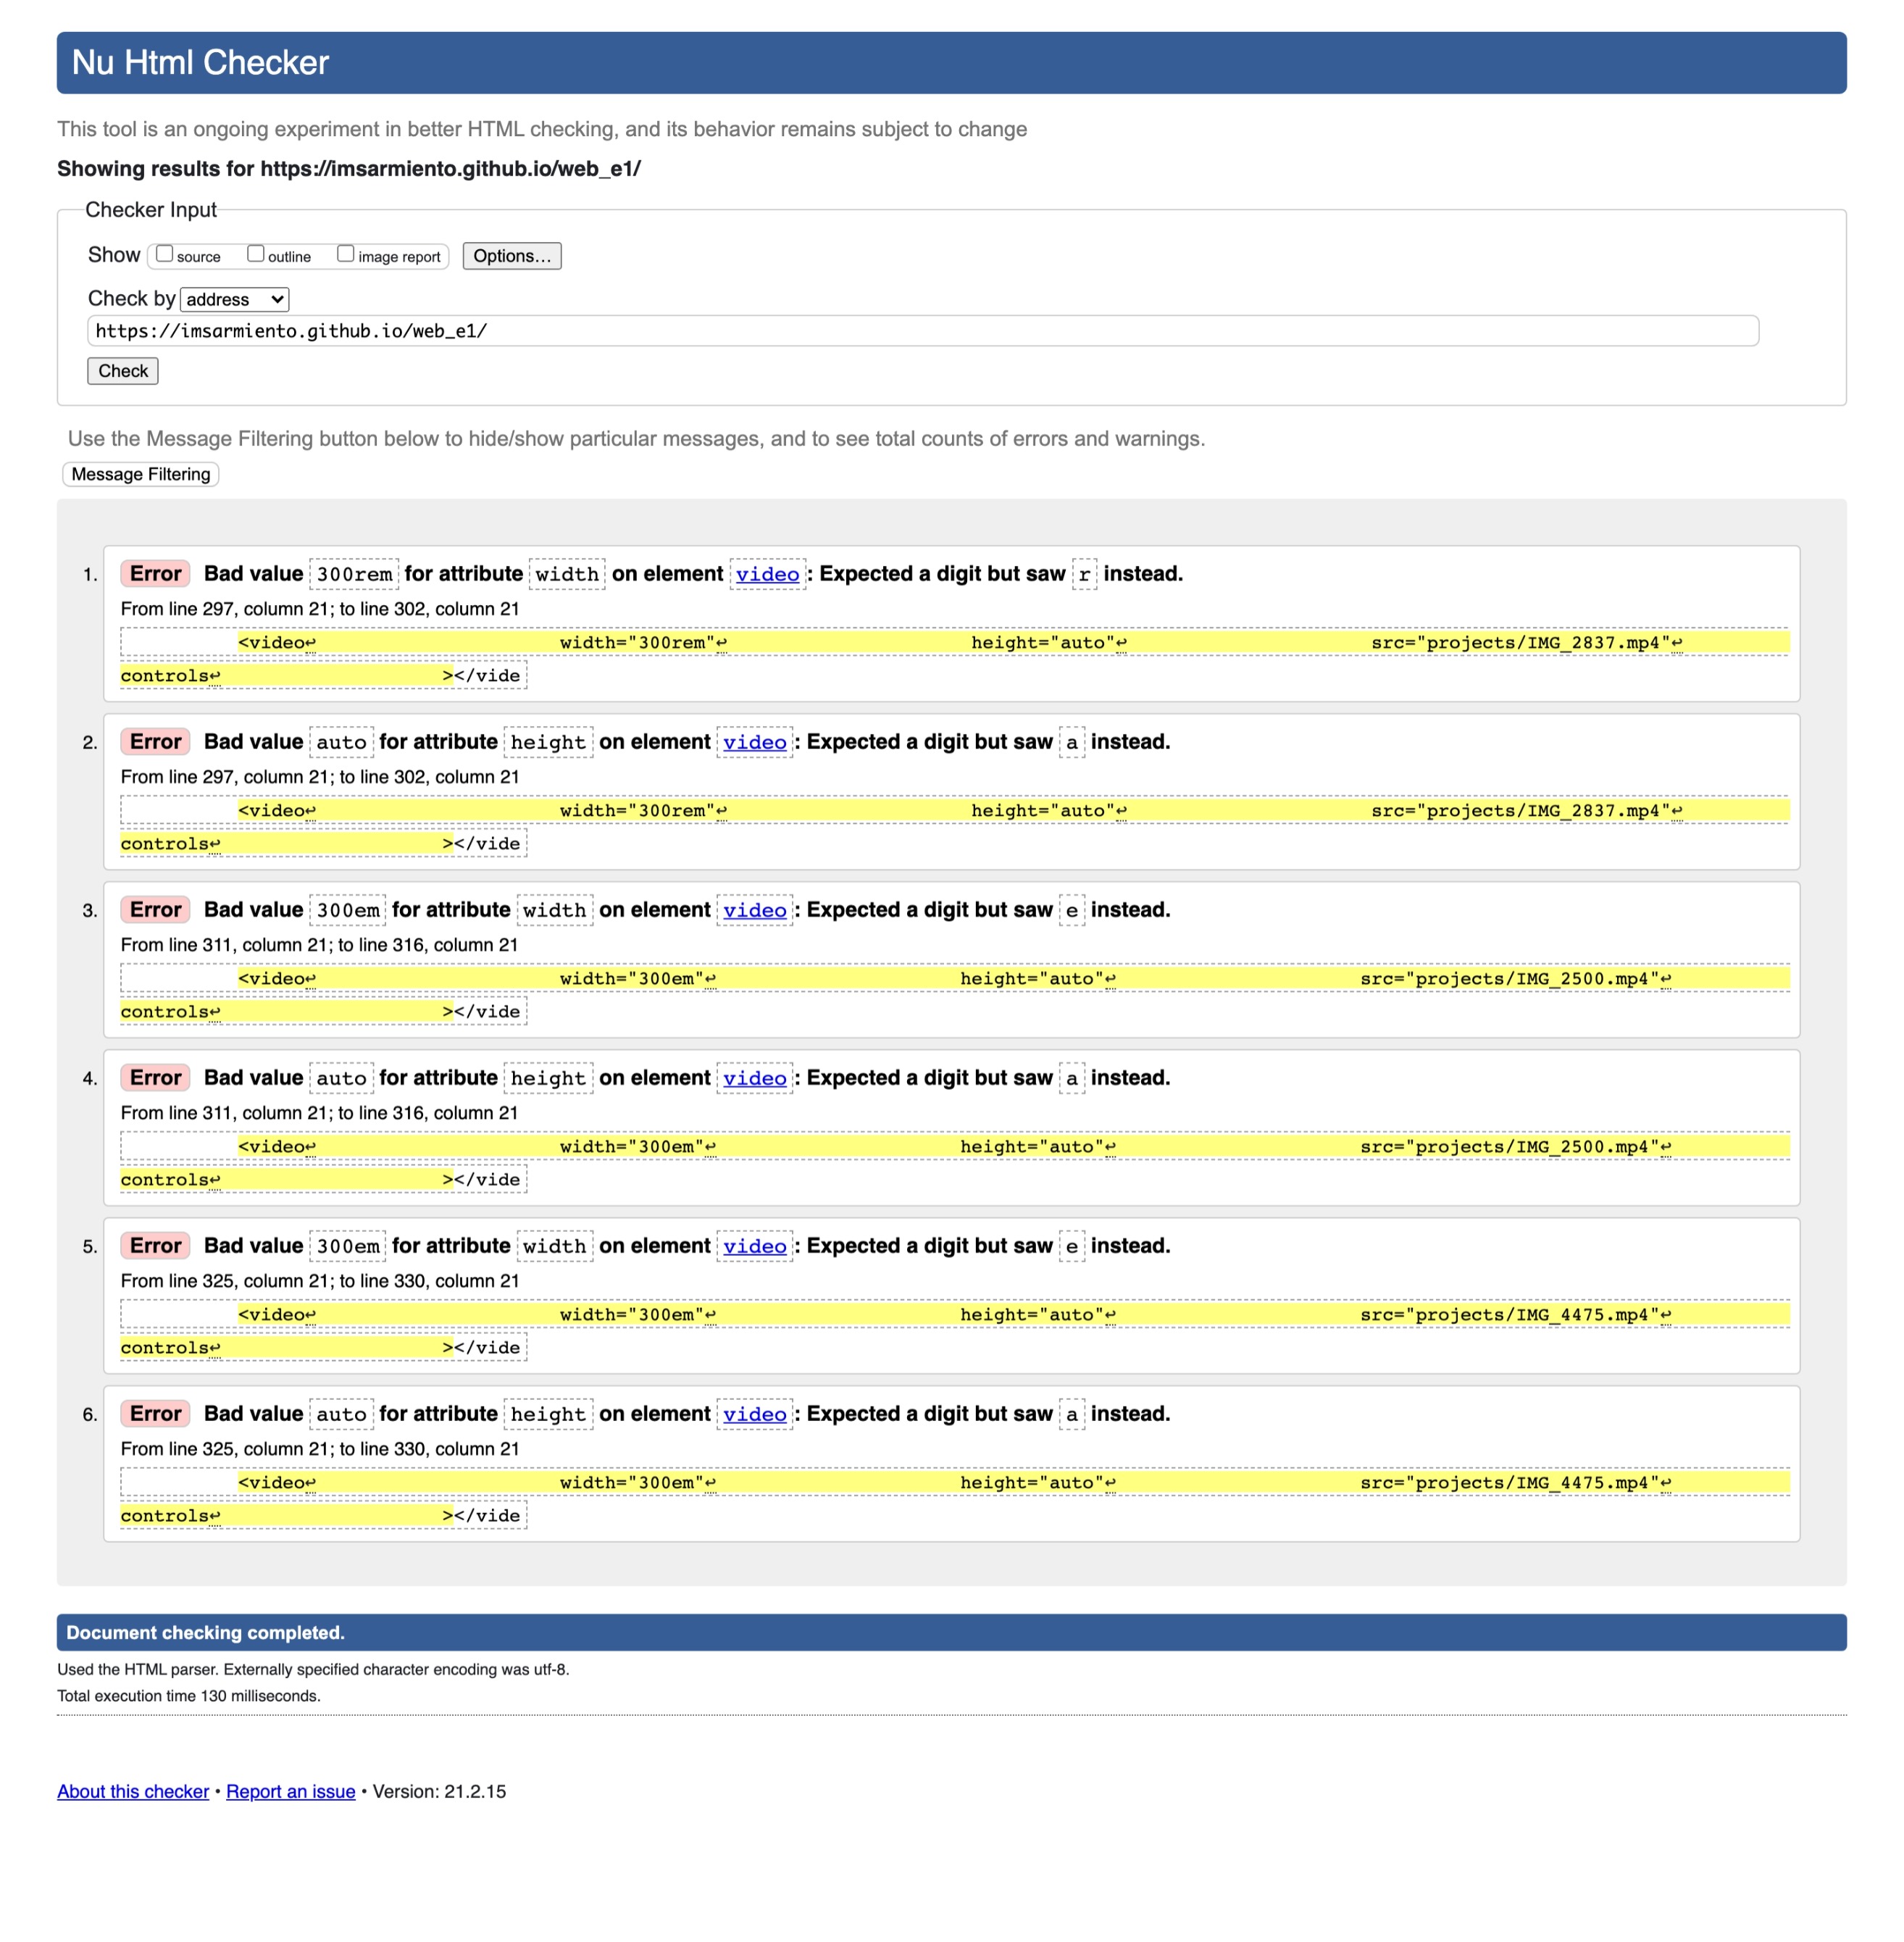 Nu Html Checker
This tool is an ongoing experiment in better HTML checking, and its behavior remains subject to change
Showing results for https://imsarmiento.github.io/web_e1/
Checker Input
Show source outline image report Options...
Check by address
https://imsarmiento.github.io/web_e1/
Check
Use the Message Filtering button below to hide/show particular messages, and to see total counts of errors and warnings.
Message Filtering
1. Error Bad value 300rem for attribute width on element video: Expected a digit but saw r instead.
From line 297, column 21; to line 302, column 21
<video↩ width="300rem"↩ height="auto"↩ src="projects/IMG_2837.mp4"↩
controls↩ ></vide
2. Error Bad value auto for attribute height on element video: Expected a digit but saw a instead.
From line 297, column 21; to line 302, column 21
<video↩ width="300rem"↩ height="auto"↩ src="projects/IMG_2837.mp4"↩
controls↩ ></vide
3. Error Bad value 300em for attribute width on element video: Expected a digit but saw e instead.
From line 311, column 21; to line 316, column 21
<video↩ width="300em"↩ height="auto"↩ src="projects/IMG_2500.mp4"↩
controls↩ ></vide
4. Error Bad value auto for attribute height on element video: Expected a digit but saw a instead.
From line 311, column 21; to line 316, column 21
<video↩ width="300em"↩ height="auto"↩ src="projects/IMG_2500.mp4"↩
controls↩ ></vide
5. Error Bad value 300em for attribute width on element video: Expected a digit but saw e instead.
From line 325, column 21; to line 330, column 21
<video↩ width="300em"↩ height="auto"↩ src="projects/IMG_4475.mp4"↩
controls↩ ></vide
6. Error Bad value auto for attribute height on element video: Expected a digit but saw a instead.
From line 325, column 21; to line 330, column 21
<video↩ width="300em"↩ height="auto"↩ src="projects/IMG_4475.mp4"↩
controls↩ ></vide
Document checking completed.
Used the HTML parser. Externally specified character encoding was utf-8.
Total execution time 130 milliseconds.
About this checker • Report an issue • Version: 21.2.15